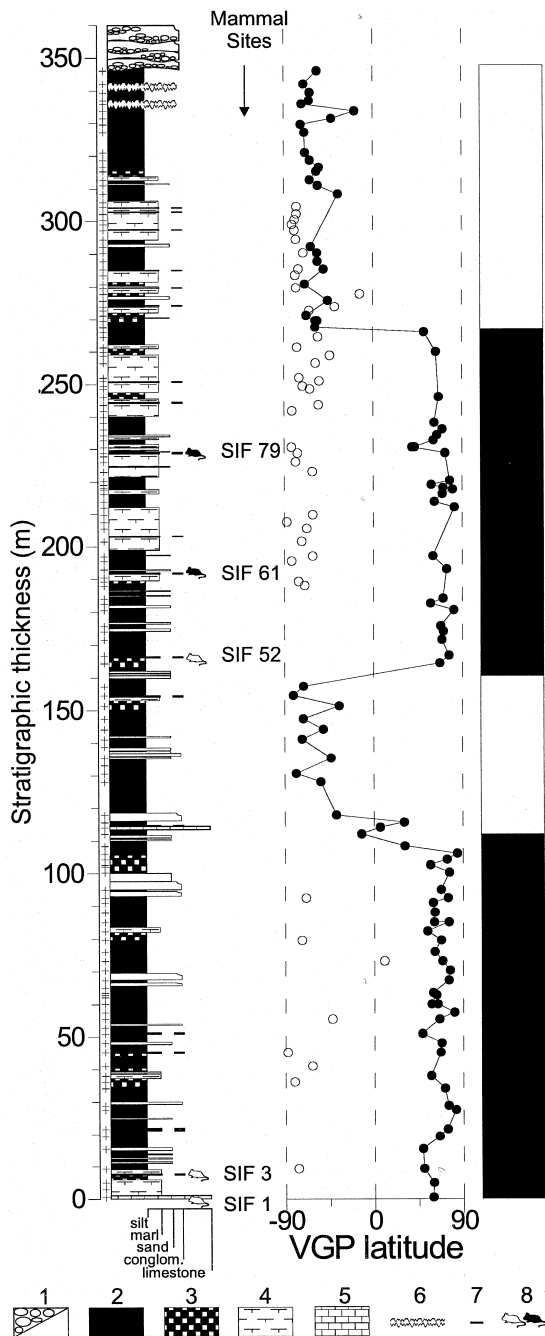 Mammal
Sites
350
300
250
200
150
100
50
0
Stratigraphic thickness (m)
SIF 79
SIF 61
SIF 52
SIF 3
SIF 1
silt
marl
sand
conglom.
limestone
-90 0 90
VGP latitude
1 2 3 4 5 6 7 8